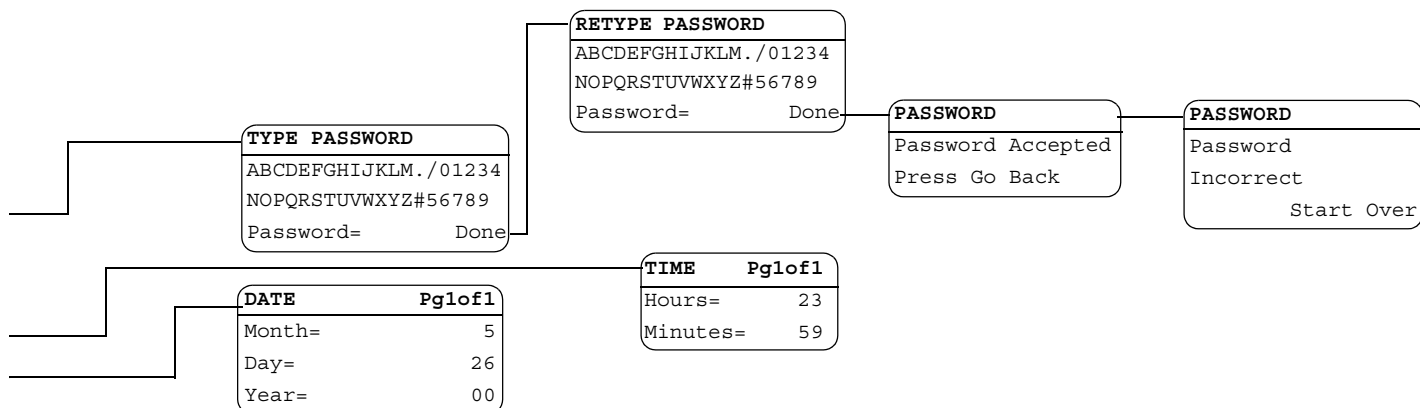 RETYPE PASSWORD
ABCDEFGHIJKLM./01234
NOPQRSTUVWXYZ#56789
Password= Done
PASSWORD
Password Accepted
Press Go Back
PASSWORD
Password
Incorrect
Start Over
TYPE PASSWORD
ABCDEFGHIJKLM./01234
NOPQRSTUVWXYZ#56789
Password= Done
TIME Pg1of1
Hours= 23
Minutes= 59
DATE Pg1of1
Month= 5
Day= 26
Year= 00